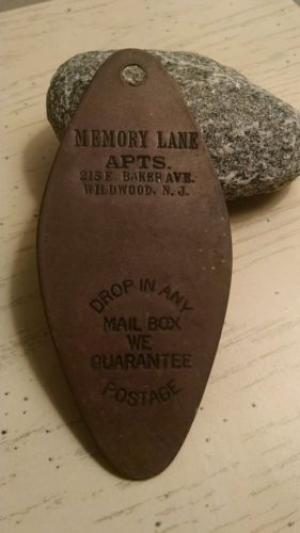 MEMORY LANE
APTS.
215 E. BAKER AVE.
WILDWOOD, N. J.
DROP IN ANY
MAIL BOX
WE
GUARANTEE
POSTAGE